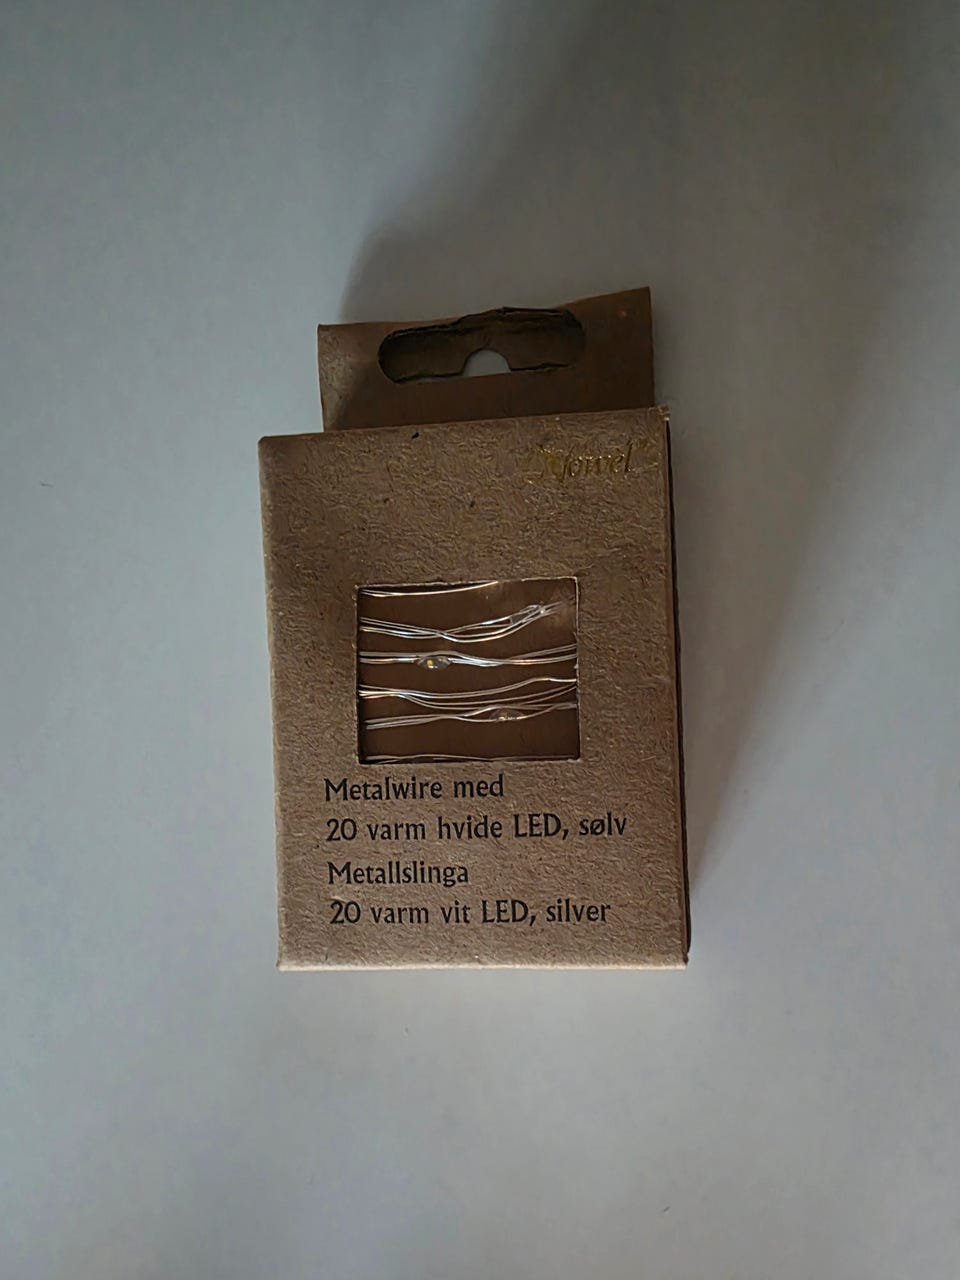 Metalwire med
20 varm hvide LED, sølv
Metallslinga
20 varm vit LED, silver